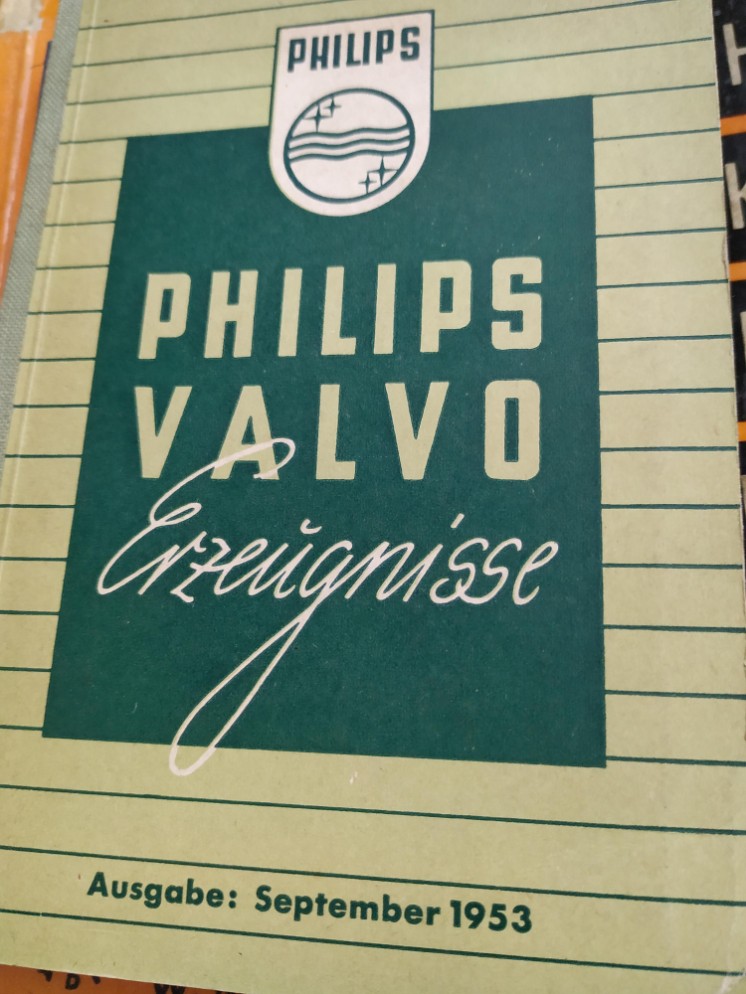 PHILIPS
PHILIPS
VALVO
Erzeugnisse
Ausgabe: September 1953